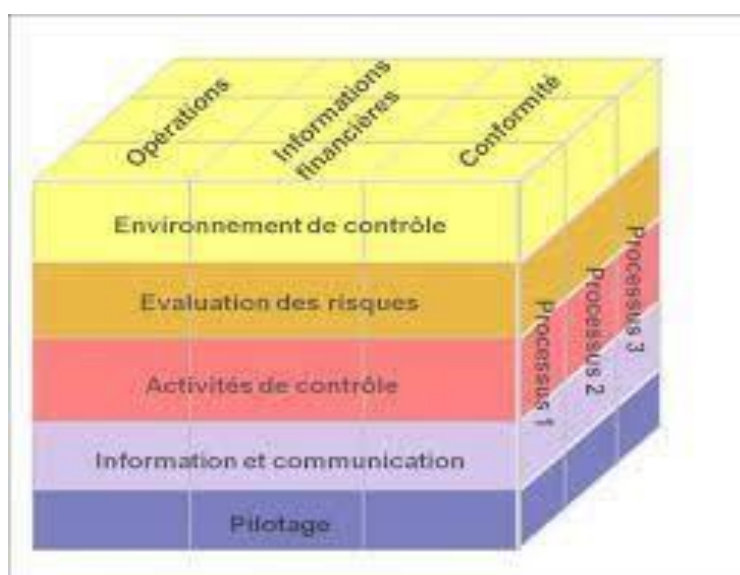 Opérations
Informations
financières
Conformité
Environnement de contrôle
Evaluation des risques
Activités de contrôle
Information et communication
Pilotage
Processus 1
Processus 2
Processus 3